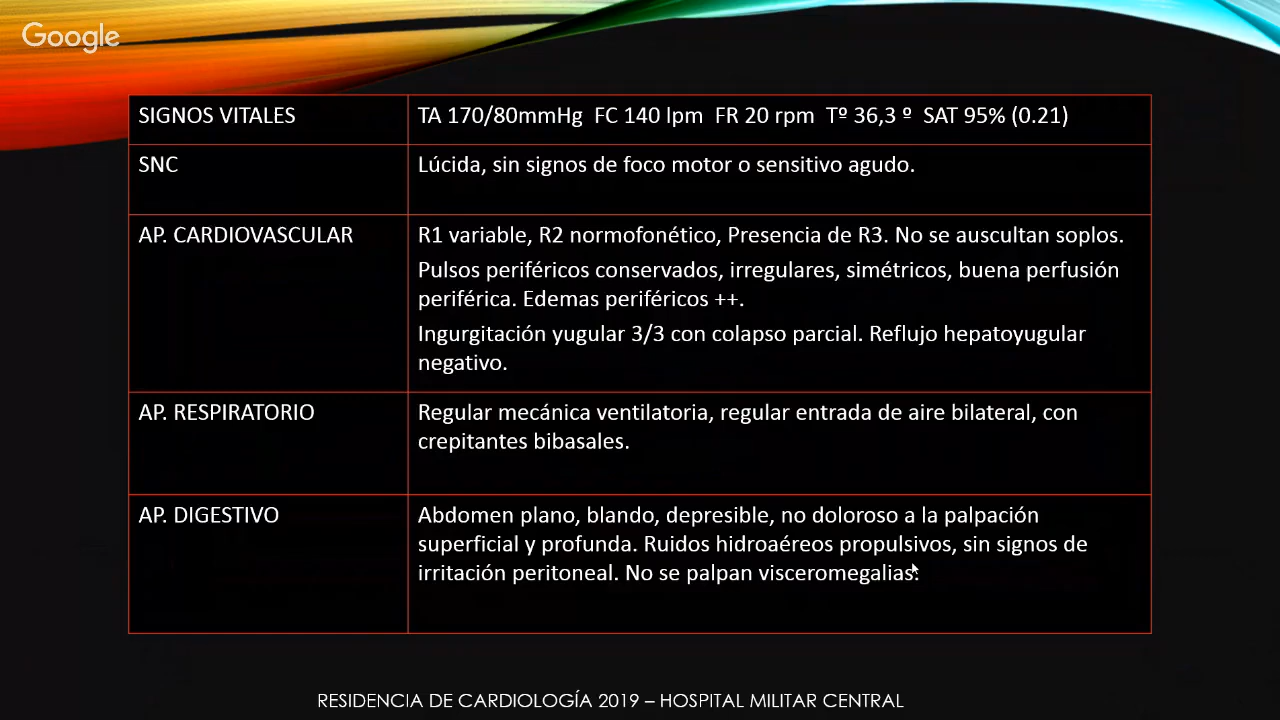 Google
SIGNOS VITALES
TA 170/80mmHg FC 140 lpm FR 20 rpm Tº 36,3 º SAT 95% (0.21)
SNC
Lúcida, sin signos de foco motor o sensitivo agudo.
AP. CARDIOVASCULAR
R1 variable, R2 normofonético, Presencia de R3. No se auscultan soplos.
Pulsos periféricos conservados, irregulares, simétricos, buena perfusión
periférica. Edemas periféricos ++.
Ingurgitación yugular 3/3 con colapso parcial. Reflujo hepatoyugular
negativo.
AP. RESPIRATORIO
Regular mecánica ventilatoria, regular entrada de aire bilateral, con
crepitantes bibasales.
AP. DIGESTIVO
Abdomen plano, blando, depresible, no doloroso a la palpación
superficial y profunda. Ruidos hidroaéreos propulsivos, sin signos de
irritación peritoneal. No se palpan visceromegalias.
RESIDENCIA DE CARDIOLOGÍA 2019 – HOSPITAL MILITAR CENTRAL